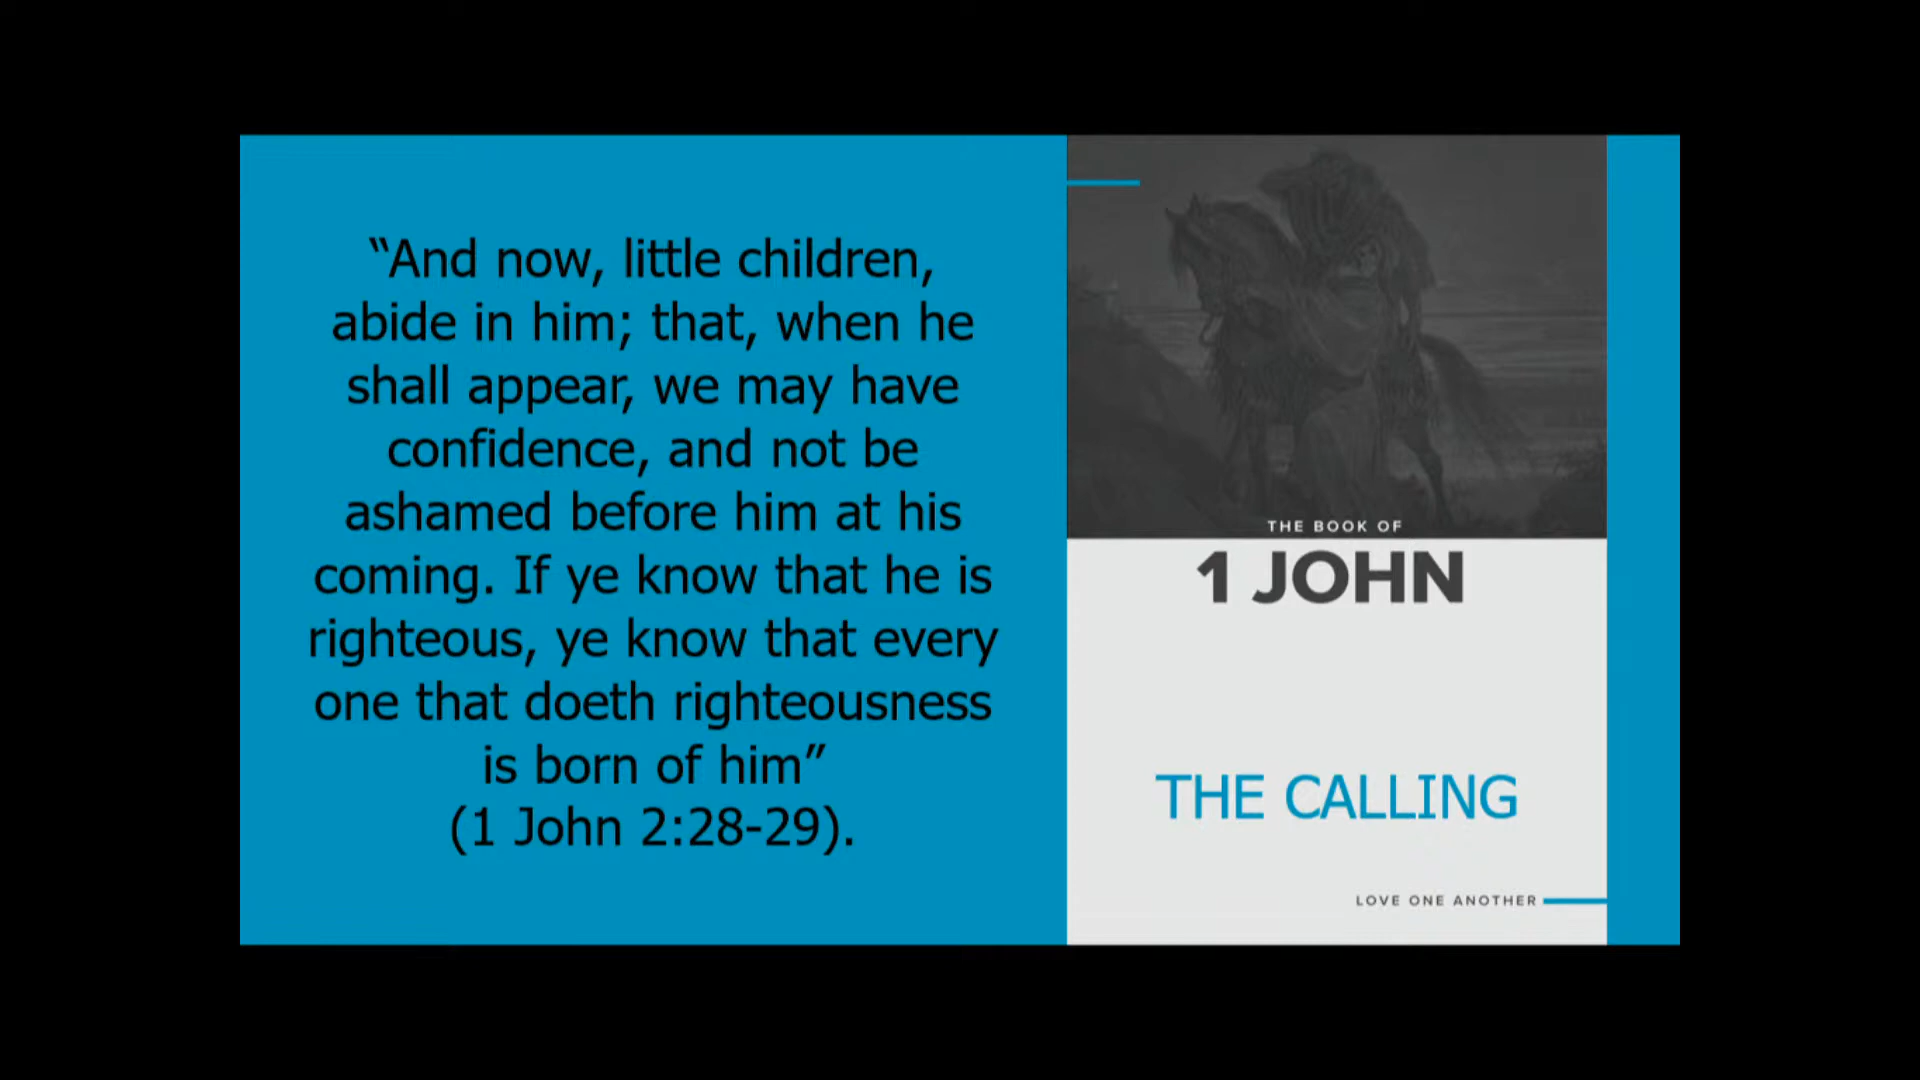 “And now, little children,
abide in him; that, when he
shall appear, we may have
confidence, and not be
ashamed before him at his
coming. If ye know that he is
righteous, ye know that every
one that doeth righteousness
is born of him”
(1 John 2:28-29).
THE BOOK OF
1 JOHN
THE CALLING
LOVE ONE ANOTHER